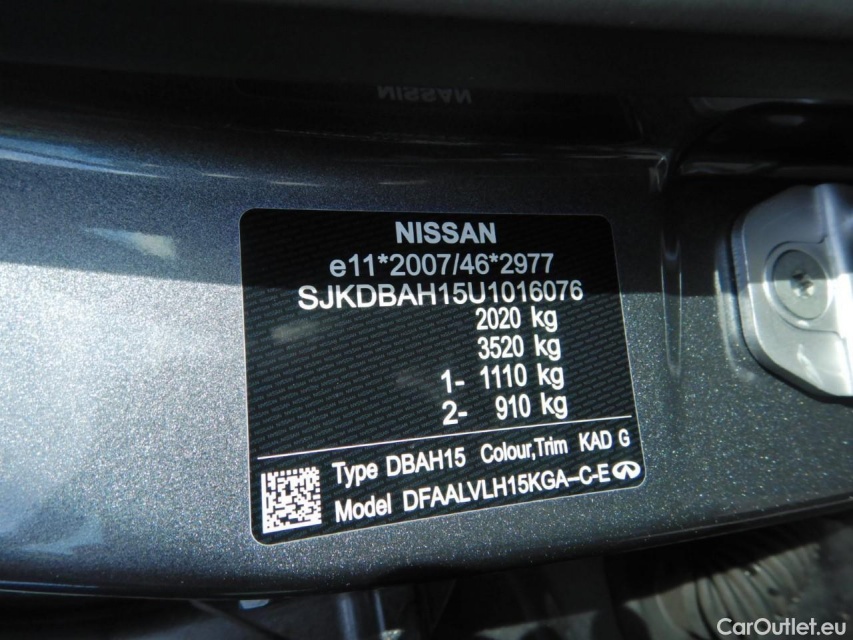 NISSAN
NISSAN
e11*2007/46*2977
SJKDBAH15U1016076
2020 kg
3520 kg
1- 1110 kg
2- 910 kg
Type DBAH15 Colour,Trim KAD G
Model DFAALVLH15KGA-C-E
CarOutlet.eu